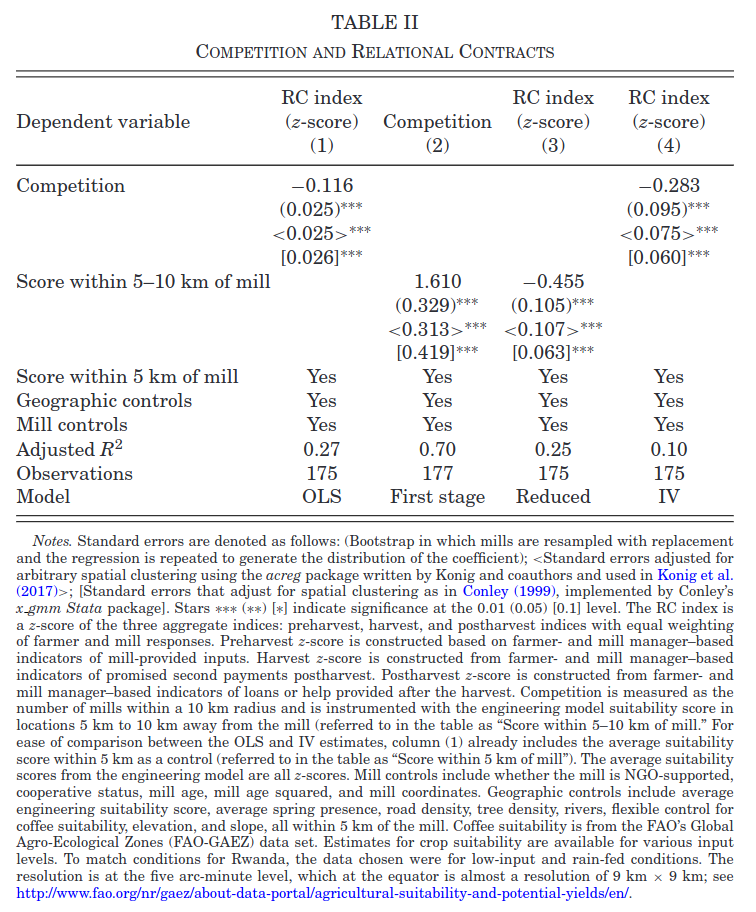 TABLE II
COMPETITION AND RELATIONAL CONTRACTS
RC index RC index RC index
Dependent variable (z-score) Competition (z-score) (z-score)
(1) (2) (3) (4)
Competition −0.116 −0.283
(0.025)*** (0.095)***
<0.025>*** <0.075>***
[0.026]*** [0.060]***
Score within 5–10 km of mill 1.610 −0.455
(0.329)*** (0.105)***
<0.313>*** <0.107>***
[0.419]*** [0.063]***
Score within 5 km of mill Yes Yes Yes Yes
Geographic controls Yes Yes Yes Yes
Mill controls Yes Yes Yes Yes
Adjusted R² 0.27 0.70 0.25 0.10
Observations 175 177 175 175
Model OLS First stage Reduced IV
Notes. Standard errors are denoted as follows: (Bootstrap in which mills are resampled with replacement
and the regression is repeated to generate the distribution of the coefficient); <Standard errors adjusted for
arbitrary spatial clustering using the acreg package written by Konig and coauthors and used in Konig et al.
(2017)>; [Standard errors that adjust for spatial clustering as in Conley (1999), implemented by Conley's
x_gmm Stata package]. Stars *** (**) [*] indicate significance at the 0.01 (0.05) [0.1] level. The RC index is
a z-score of the three aggregate indices: preharvest, harvest, and postharvest indices with equal weighting
of farmer and mill responses. Preharvest z-score is constructed based on farmer- and mill manager–based
indicators of mill-provided inputs. Harvest z-score is constructed from farmer- and mill manager–based
indicators of promised second payments postharvest. Postharvest z-score is constructed from farmer- and
mill manager–based indicators of loans or help provided after the harvest. Competition is measured as the
number of mills within a 10 km radius and is instrumented with the engineering model suitability score in
locations 5 km to 10 km away from the mill (referred to in the table as “Score within 5–10 km of mill.” For
ease of comparison between the OLS and IV estimates, column (1) already includes the average suitability
score within 5 km as a control (referred to in the table as “Score within 5 km of mill”). The average suitability
scores from the engineering model are all z-scores. Mill controls include whether the mill is NGO-supported,
cooperative status, mill age, mill age squared, and mill coordinates. Geographic controls include average
engineering suitability score, average spring presence, road density, tree density, rivers, flexible control for
coffee suitability, elevation, and slope, all within 5 km of the mill. Coffee suitability is from the FAO's Global
Agro-Ecological Zones (FAO-GAEZ) data set. Estimates for crop suitability are available for various input
levels. To match conditions for Rwanda, the data chosen were for low-input and rain-fed conditions. The
resolution is at the five arc-minute level, which at the equator is almost a resolution of 9 km × 9 km; see
http://www.fao.org/nr/gaez/about-data-portal/agricultural-suitability-and-potential-yields/en/.